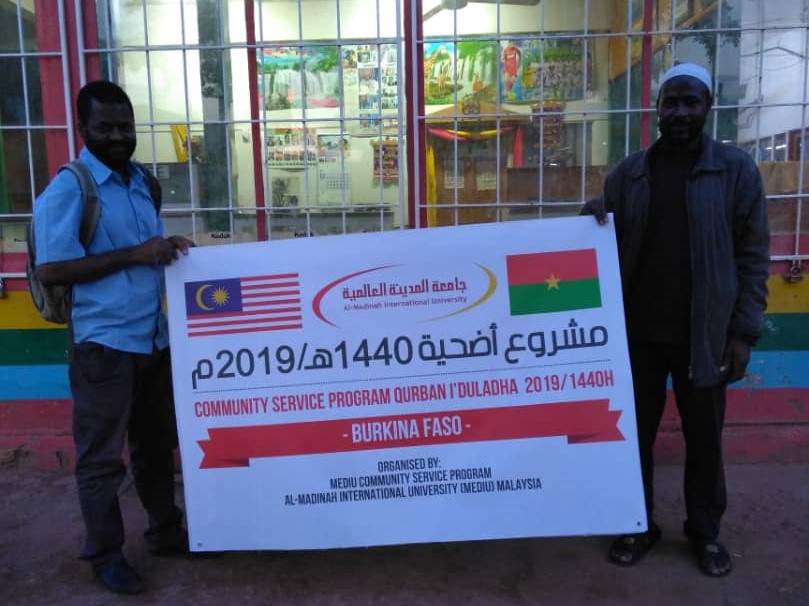 Kodak
جامعة المدينة العالمية
Al-Madinah International University
مشروع أضحية 1440هـ/2019م
COMMUNITY SERVICE PROGRAM QURBAN I'DULADHA 2019/1440H
- BURKINA FASO -
ORGANISED BY:
MEDIU COMMUNITY SERVICE PROGRAM
AL-MADINAH INTERNATIONAL UNIVERSITY (MEDIU) MALAYSIA